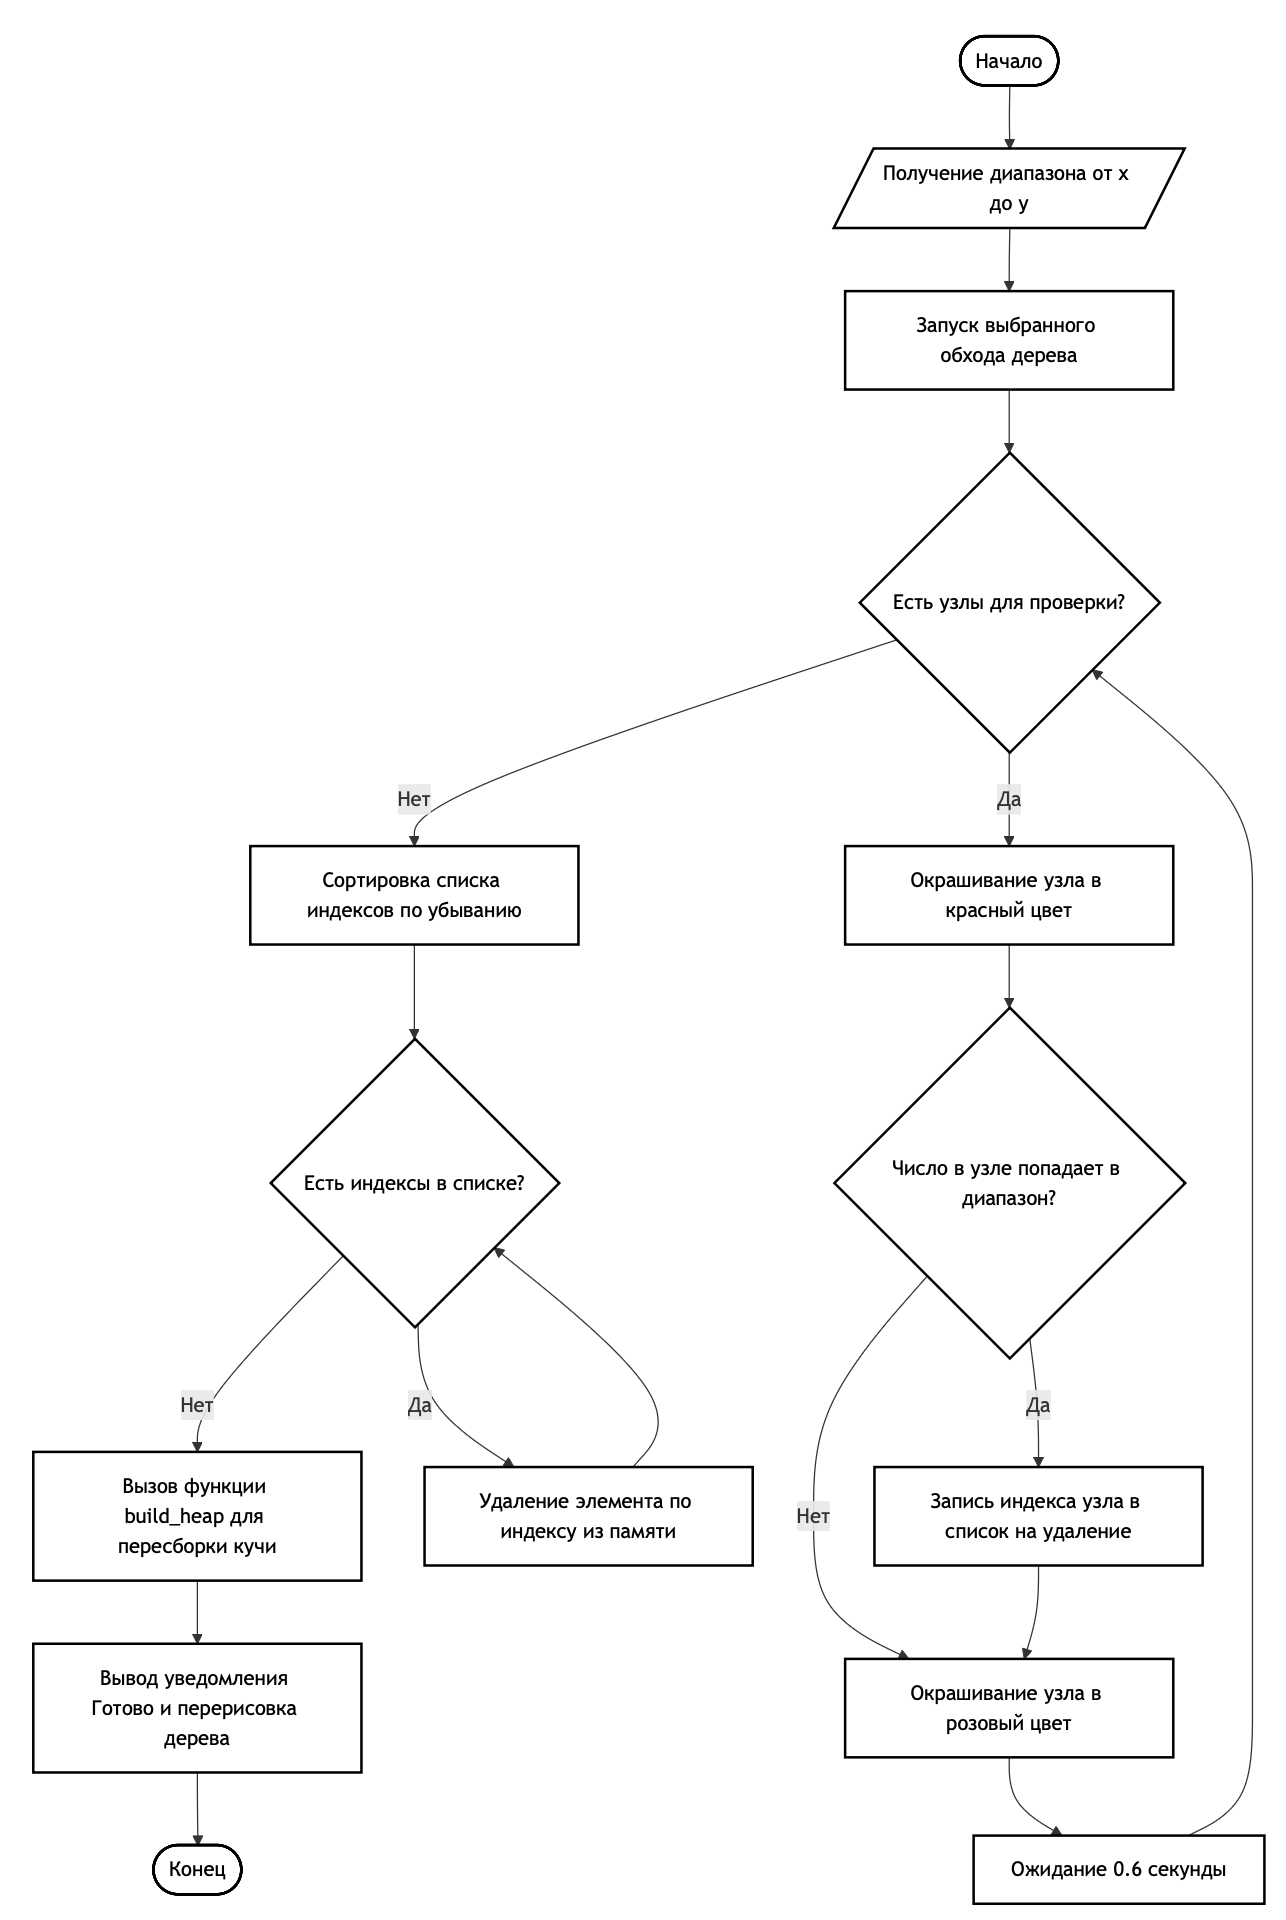 Начало
Получение диапазона от x
до y
Запуск выбранного
обхода дерева
Есть узлы для проверки?
Нет
Да
Сортировка списка
индексов по убыванию
Окрашивание узла в
красный цвет
Есть индексы в списке?
Число в узле попадает в
диапазон?
Нет
Да
Да
Вызов функции
build_heap для
пересборки кучи
Удаление элемента по
индексу из памяти
Нет
Запись индекса узла в
список на удаление
Вывод уведомления
Готово и перерисовка
дерева
Окрашивание узла в
розовый цвет
Конец
Ожидание 0.6 секунды